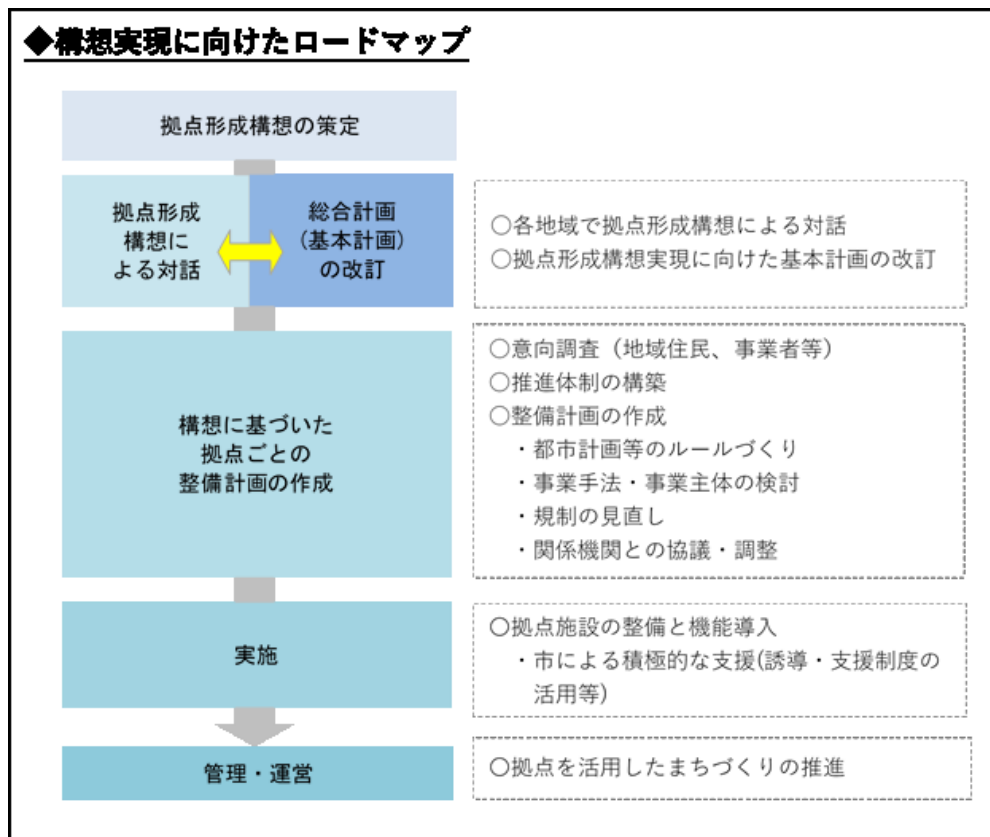 ◆構想実現に向けたロードマップ
拠点形成構想の策定
拠点形成
構想に
よる対話
総合計画
(基本計画)
の改訂
○各地域で拠点形成構想による対話
○拠点形成構想実現に向けた基本計画の改訂
構想に基づいた
拠点ごとの
整備計画の作成
○意向調査（地域住民、事業者等）
○推進体制の構築
○整備計画の作成
・都市計画等のルールづくり
・事業手法・事業主体の検討
・規制の見直し
・関係機関との協議・調整
実施
○拠点施設の整備と機能導入
・市による積極的な支援(誘導・支援制度の
活用等)
管理・運営
○拠点を活用したまちづくりの推進